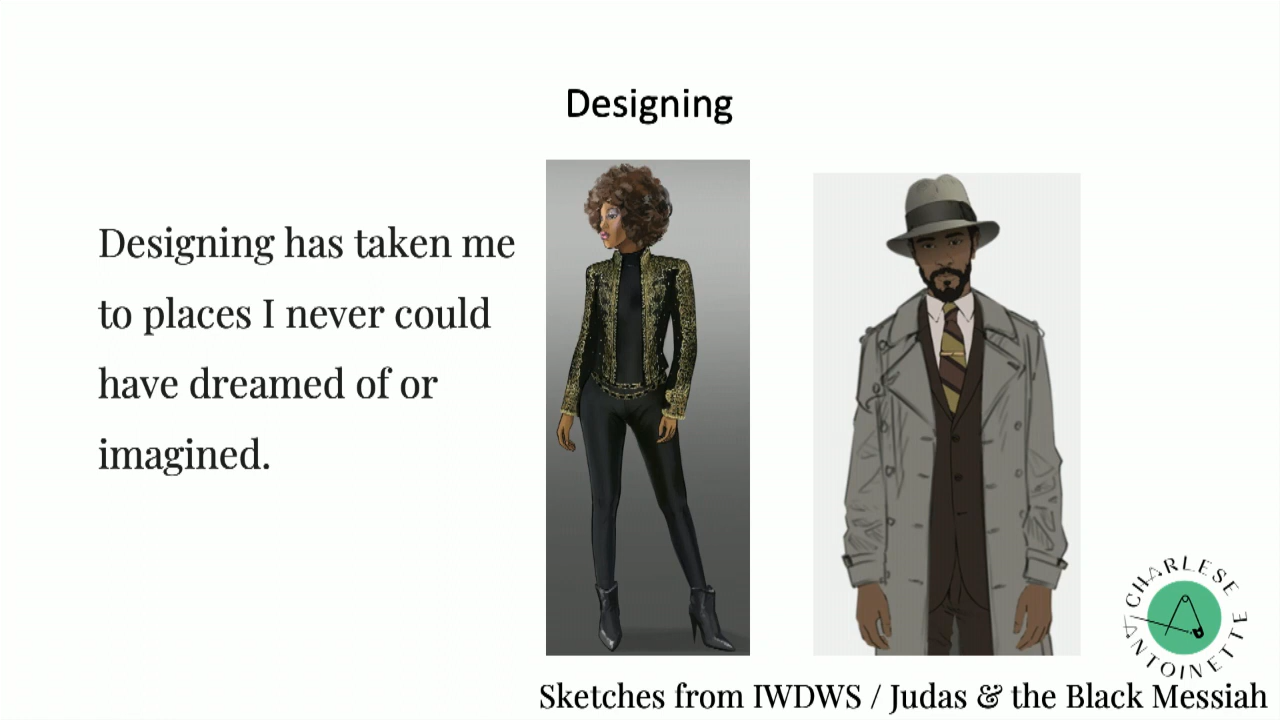 Designing
Designing has taken me
to places I never could
have dreamed of or
imagined.
CHARLESE
ANTOINETTE
Sketches from IWDWS / Judas & the Black Messiah